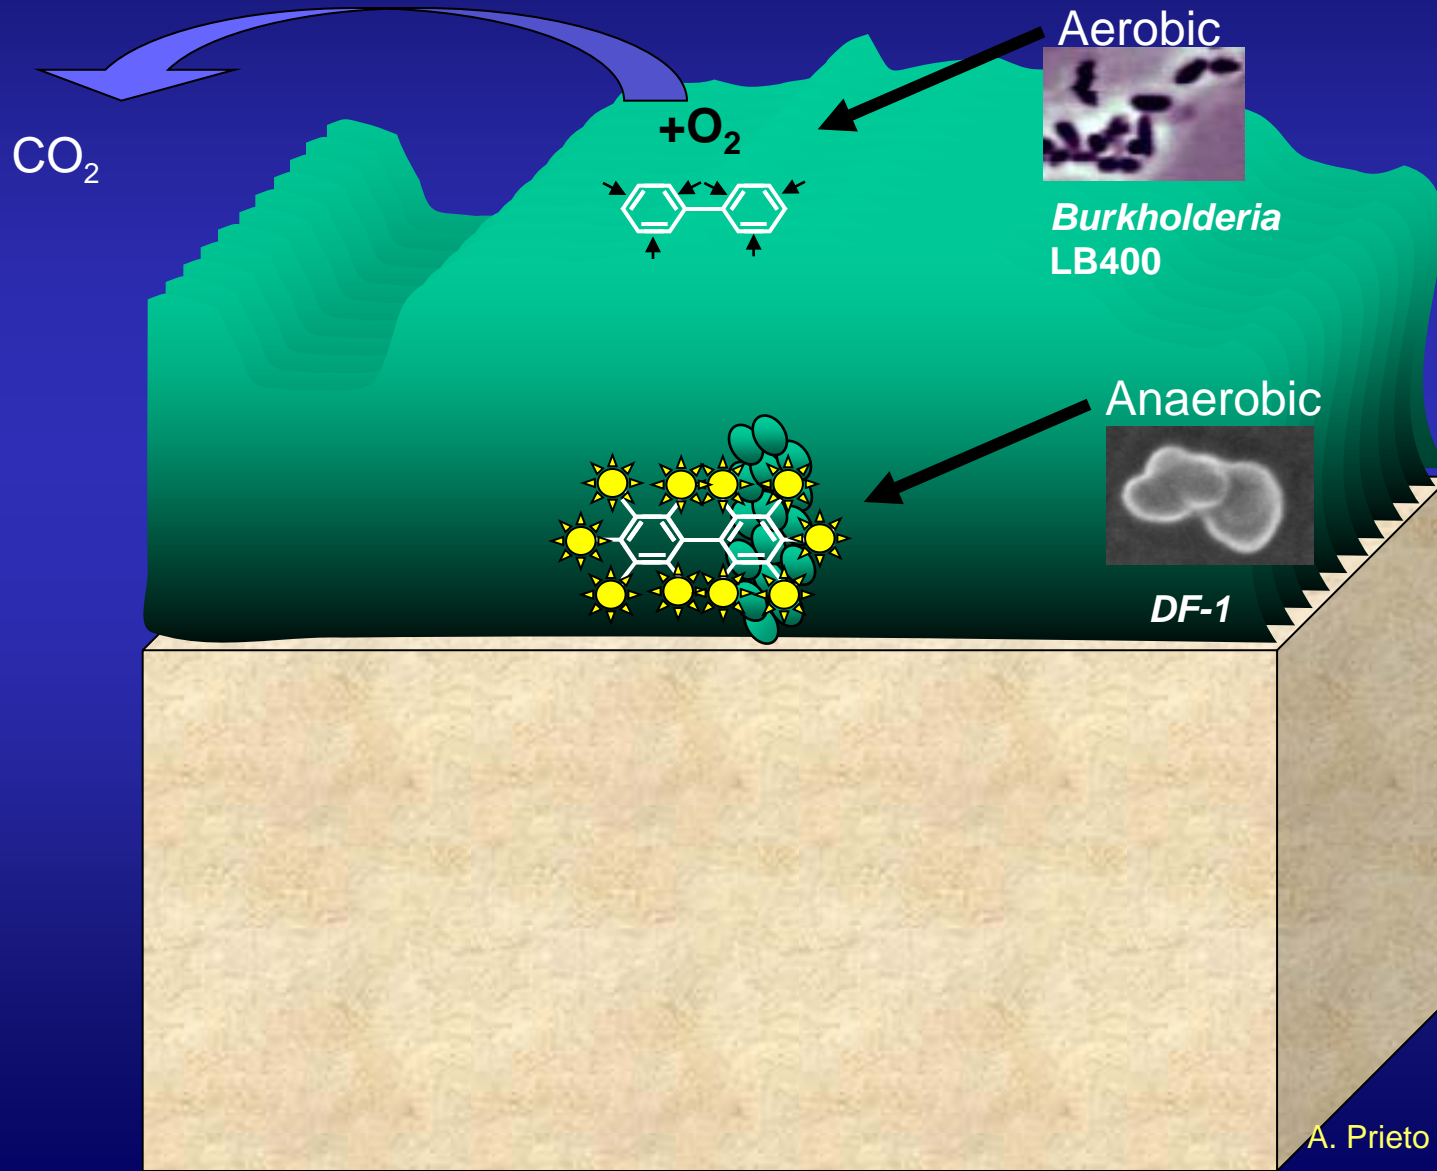 Aerobic
+O₂
CO₂
Burkholderia
LB400
Anaerobic
DF-1
A. Prieto